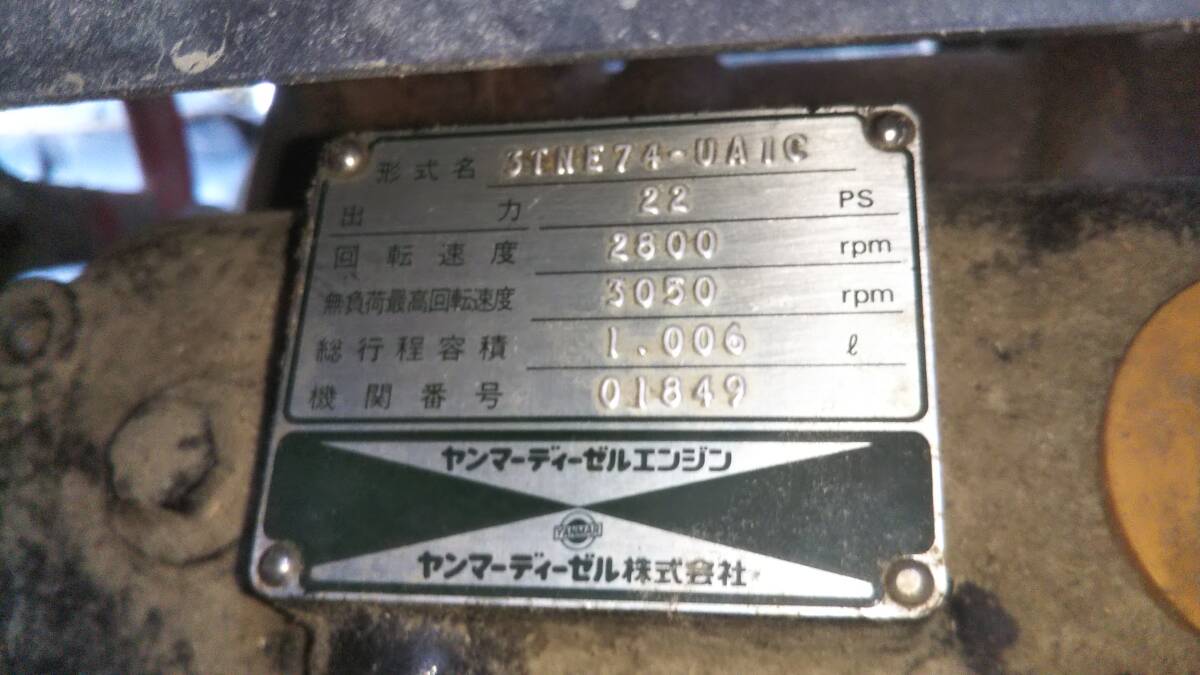 形式名 3TNE74-UA1C
出力 22 PS
回転速度 2800 rpm
無負荷最高回転速度 3050 rpm
総行程容積 1.006 ℓ
機関番号 01849
ヤンマーディーゼルエンジン
YANMAR
ヤンマーディーゼル株式会社